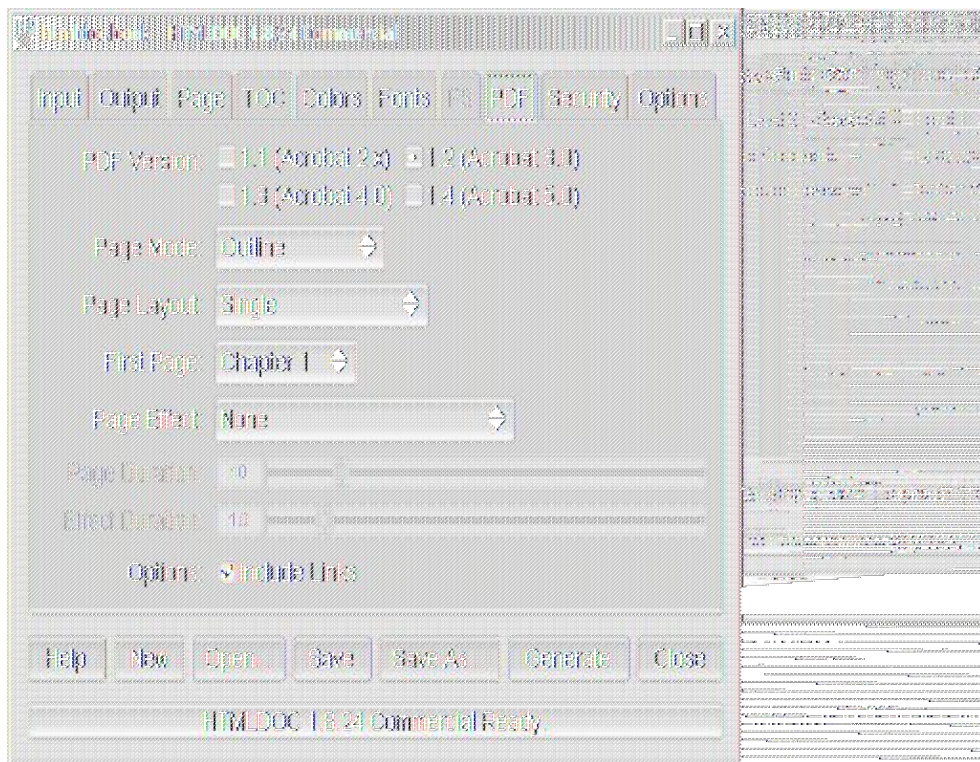 HTMLDOC 1.8.24 Commercial
Input Output Page TOC Colors Fonts PS PDF Security Options
PDF Version: 1.1 (Acrobat 2.x) 1.2 (Acrobat 3.0)
1.3 (Acrobat 4.0) 1.4 (Acrobat 5.0)
Page Mode: Outline
Page Layout: Single
First Page: Chapter 1
Page Effect: None
Page Duration: 10
Effect Duration: 1.0
Options: Include Links
Help New Open... Save Save As... Generate Close
HTMLDOC 1.8.24 Commercial Ready.